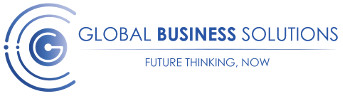 G
GLOBAL BUSINESS SOLUTIONS
FUTURE THINKING, NOW